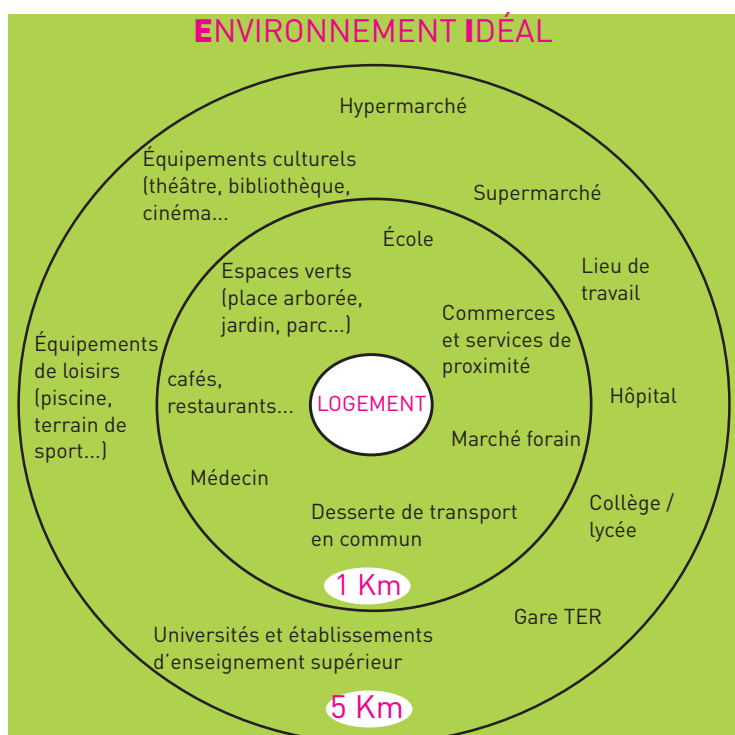 ENVIRONNEMENT IDÉAL
Hypermarché
Équipements culturels
(théâtre, bibliothèque,
cinéma...
Supermarché
École
Espaces verts
(place arborée,
jardin, parc...)
Lieu de
travail
Commerces
et services de
proximité
Équipements
de loisirs
(piscine,
terrain de
sport...)
cafés,
restaurants...
LOGEMENT
Hôpital
Marché forain
Médecin
Collège /
lycée
Desserte de transport
en commun
1 Km
Gare TER
Universités et établissements
d'enseignement supérieur
5 Km